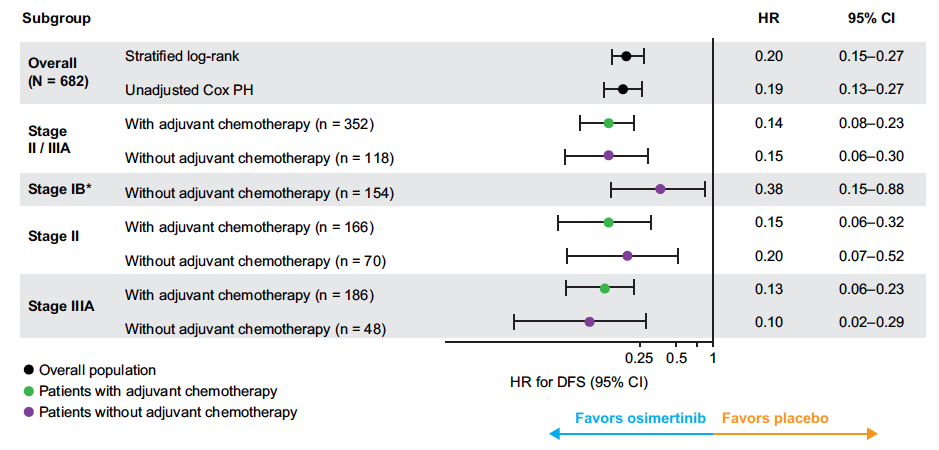 Subgroup HR 95% CI
Overall (N = 682)
Stratified log-rank 0.20 0.15–0.27
Unadjusted Cox PH 0.19 0.13–0.27
Stage II / IIIA
With adjuvant chemotherapy (n = 352) 0.14 0.08–0.23
Without adjuvant chemotherapy (n = 118) 0.15 0.06–0.30
Stage IB* Without adjuvant chemotherapy (n = 154) 0.38 0.15–0.88
Stage II
With adjuvant chemotherapy (n = 166) 0.15 0.06–0.32
Without adjuvant chemotherapy (n = 70) 0.20 0.07–0.52
Stage IIIA
With adjuvant chemotherapy (n = 186) 0.13 0.06–0.23
Without adjuvant chemotherapy (n = 48) 0.10 0.02–0.29
0.25 0.5 1
HR for DFS (95% CI)
Overall population
Patients with adjuvant chemotherapy
Patients without adjuvant chemotherapy
Favors osimertinib Favors placebo